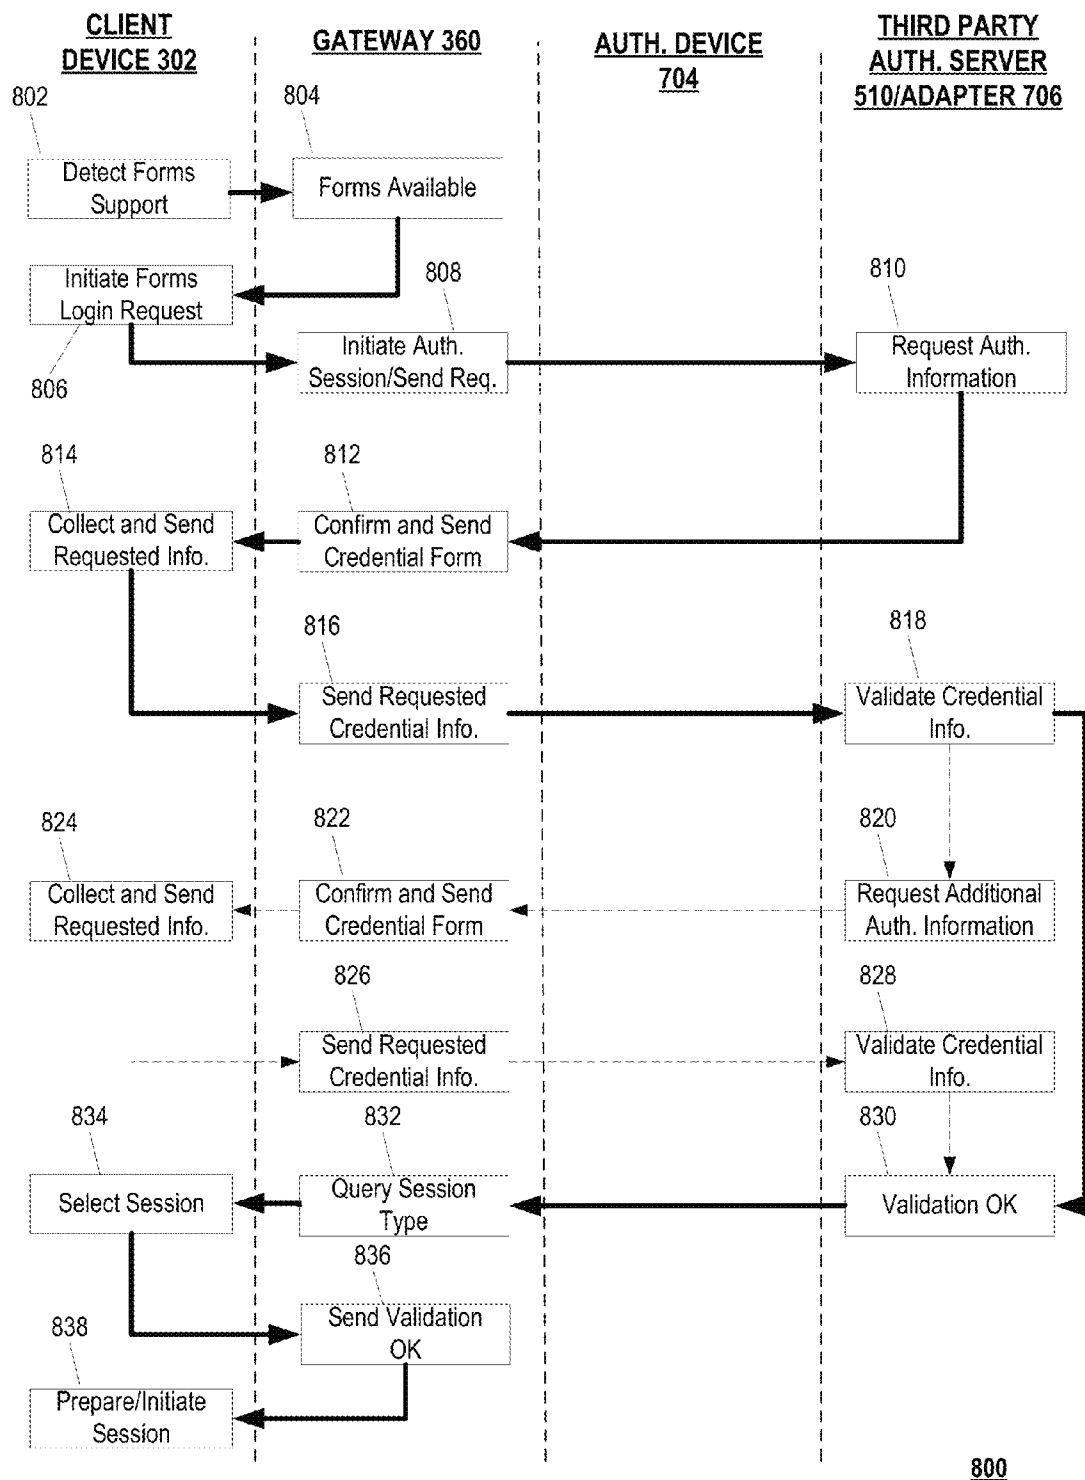 CLIENT
DEVICE 302
GATEWAY 360
AUTH. DEVICE
704
THIRD PARTY
AUTH. SERVER
510/ADAPTER 706
802
Detect Forms
Support
804
Forms Available
Initiate Forms
Login Request
806
808
Initiate Auth.
Session/Send Req.
810
Request Auth.
Information
814
Collect and Send
Requested Info.
812
Confirm and Send
Credential Form
816
Send Requested
Credential Info.
818
Validate Credential
Info.
824
Collect and Send
Requested Info.
822
Confirm and Send
Credential Form
820
Request Additional
Auth. Information
826
Send Requested
Credential Info.
828
Validate Credential
Info.
834
Select Session
832
Query Session
Type
830
Validation OK
836
Send Validation
OK
838
Prepare/Initiate
Session
800